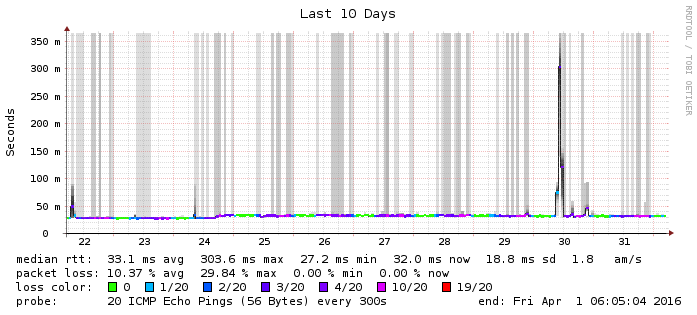 Last 10 Days
RRDTOOL / TOBI OETIKER
Seconds
350 m
300 m
250 m
200 m
150 m
100 m
50 m
0
22 23 24 25 26 27 28 29 30 31
median rtt: 33.1 ms avg 303.6 ms max 27.2 ms min 32.0 ms now 18.8 ms sd 1.8 am/s
packet loss: 10.37 % avg 29.84 % max 0.00 % min 0.00 % now
loss color: 0 1/20 2/20 3/20 4/20 10/20 19/20
probe: 20 ICMP Echo Pings (56 Bytes) every 300s end: Fri Apr 1 06:05:04 2016